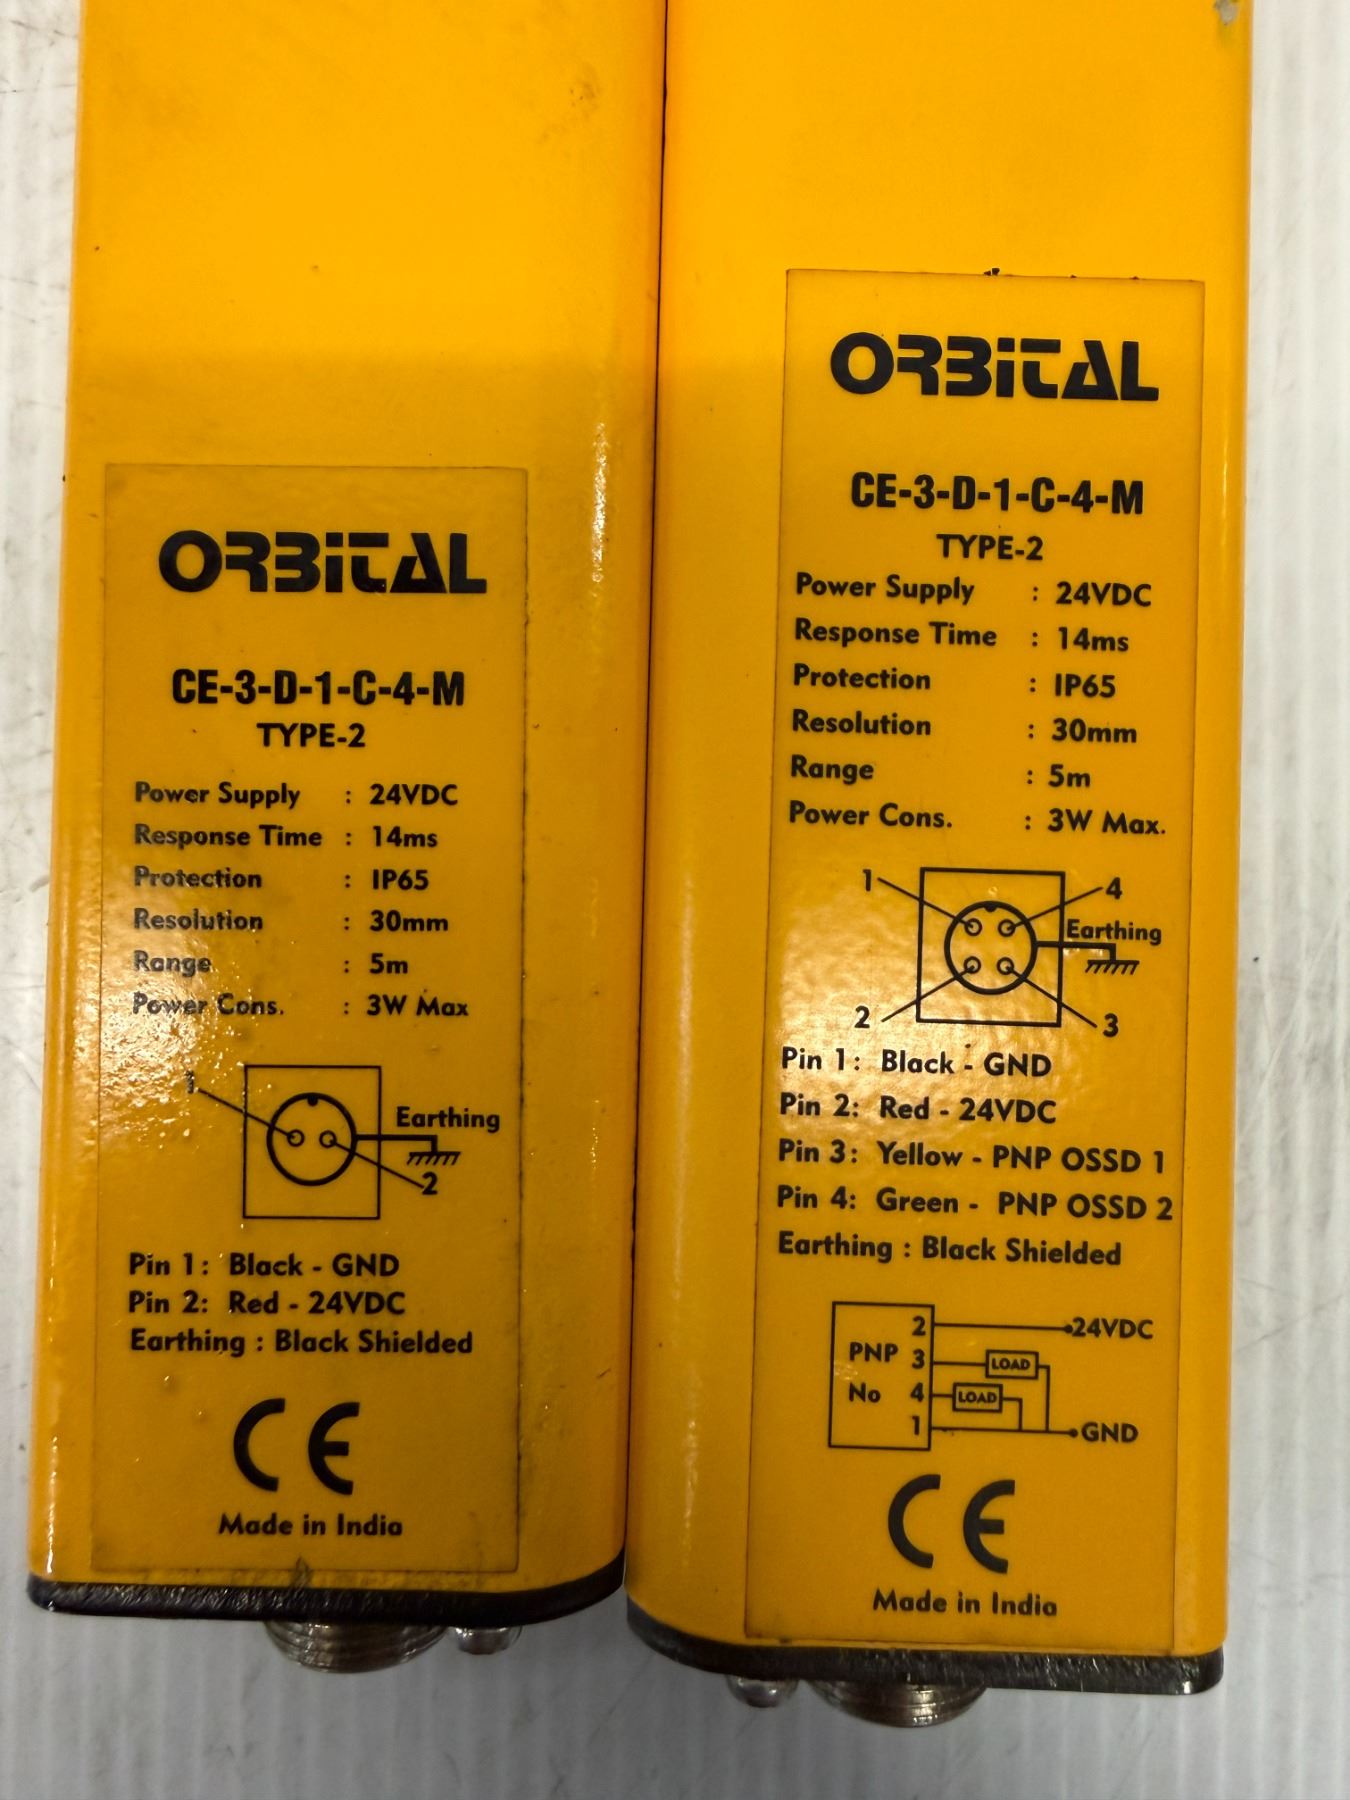 ORBiTAL
CE-3-D-1-C-4-M
TYPE-2
Power Supply : 24VDC
Response Time : 14ms
Protection : IP65
Resolution : 30mm
Range : 5m
Power Cons. : 3W Max
1
Earthing
2
Pin 1: Black - GND
Pin 2: Red - 24VDC
Earthing : Black Shielded
CE
Made in India
ORBiTAL
CE-3-D-1-C-4-M
TYPE-2
Power Supply : 24VDC
Response Time : 14ms
Protection : IP65
Resolution : 30mm
Range : 5m
Power Cons. : 3W Max.
1 4
Earthing
2 3
Pin 1: Black - GND
Pin 2: Red - 24VDC
Pin 3: Yellow - PNP OSSD 1
Pin 4: Green - PNP OSSD 2
Earthing : Black Shielded
2 24VDC
PNP 3 LOAD
No 4 LOAD
1 GND
CE
Made in India